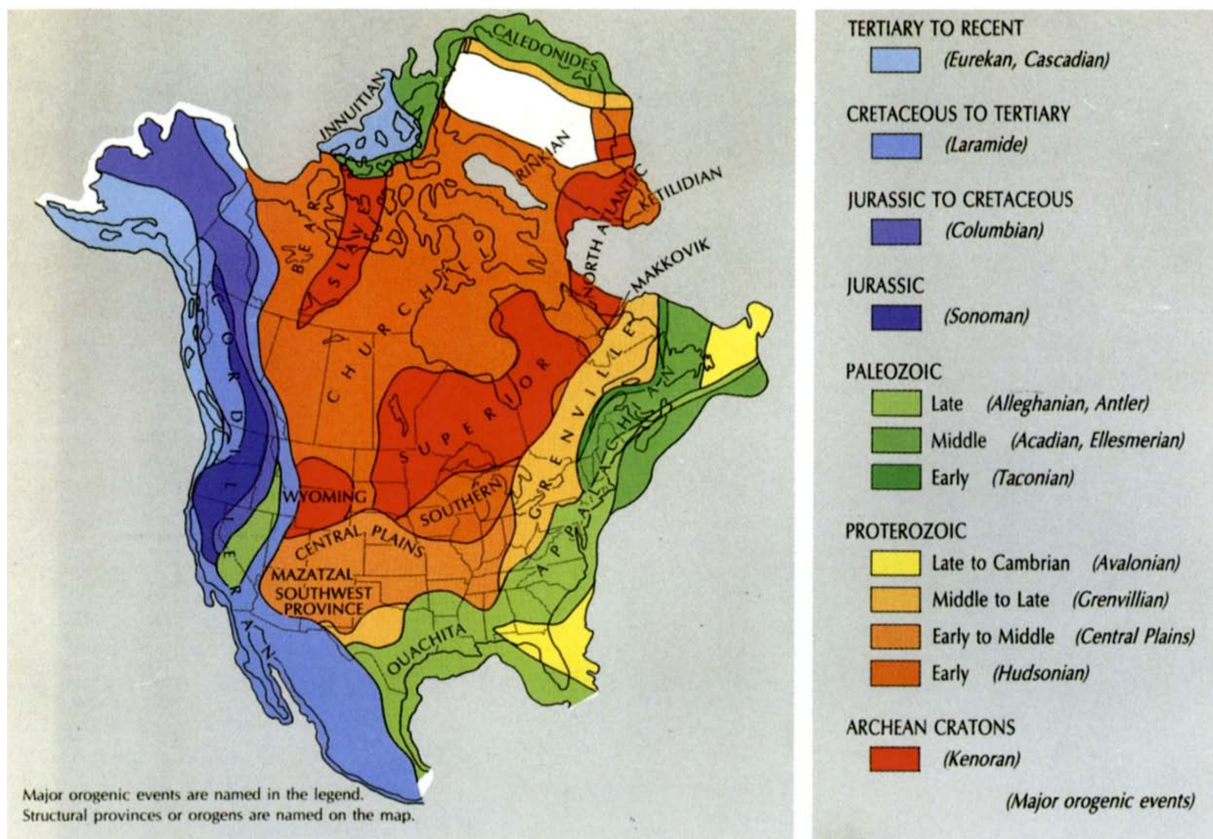 CALEDONIDES
INNUITIAN
RINKIAN
NORTH ATLANTIC
KETILIDIAN
BEAR
SLAVE
MAKKOVIK
CHURCHILL
CORDILLERAN
SUPERIOR
GRENVILLE
APPALACHIAN
WYOMING
SOUTHERN
CENTRAL PLAINS
MAZATZAL
SOUTHWEST
PROVINCE
OUACHITA
Major orogenic events are named in the legend.
Structural provinces or orogens are named on the map.
TERTIARY TO RECENT
(Eurekan, Cascadian)
CRETACEOUS TO TERTIARY
(Laramide)
JURASSIC TO CRETACEOUS
(Columbian)
JURASSIC
(Sonoman)
PALEOZOIC
Late (Alleghanian, Antler)
Middle (Acadian, Ellesmerian)
Early (Taconian)
PROTEROZOIC
Late to Cambrian (Avalonian)
Middle to Late (Grenvillian)
Early to Middle (Central Plains)
Early (Hudsonian)
ARCHEAN CRATONS
(Kenoran)
(Major orogenic events)